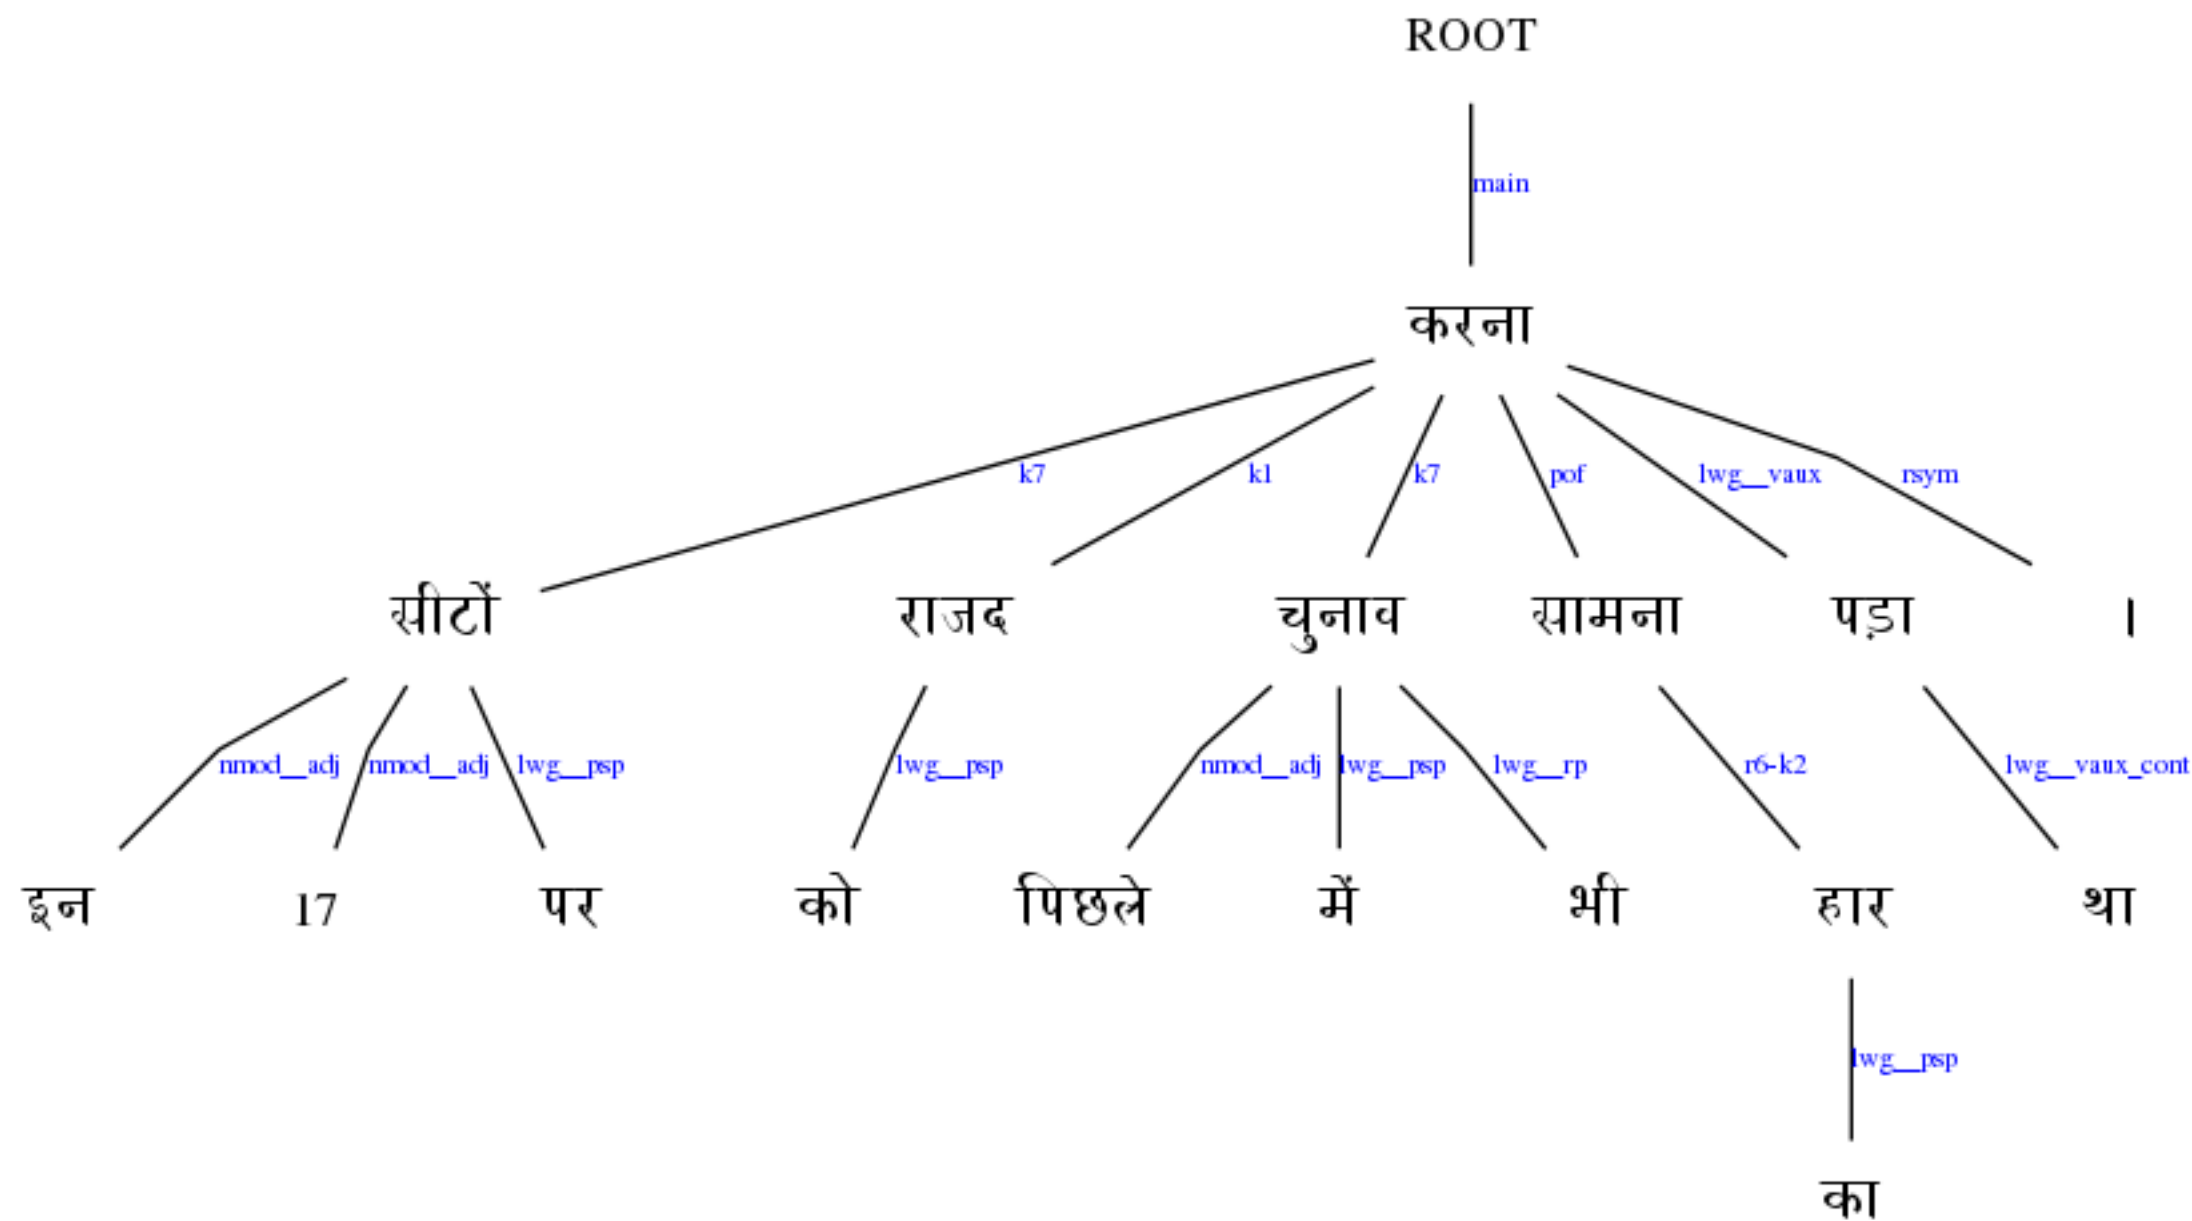 ROOT
main
करना
k7 k1 k7 pof lwg__vaux rsym
सीटों राजद चुनाव सामना पड़ा ।
nmod__adj nmod__adj lwg__psp lwg__psp nmod__adj lwg__psp lwg__rp r6-k2 lwg__vaux_cont
इन 17 पर को पिछले में भी हार था
lwg__psp
का